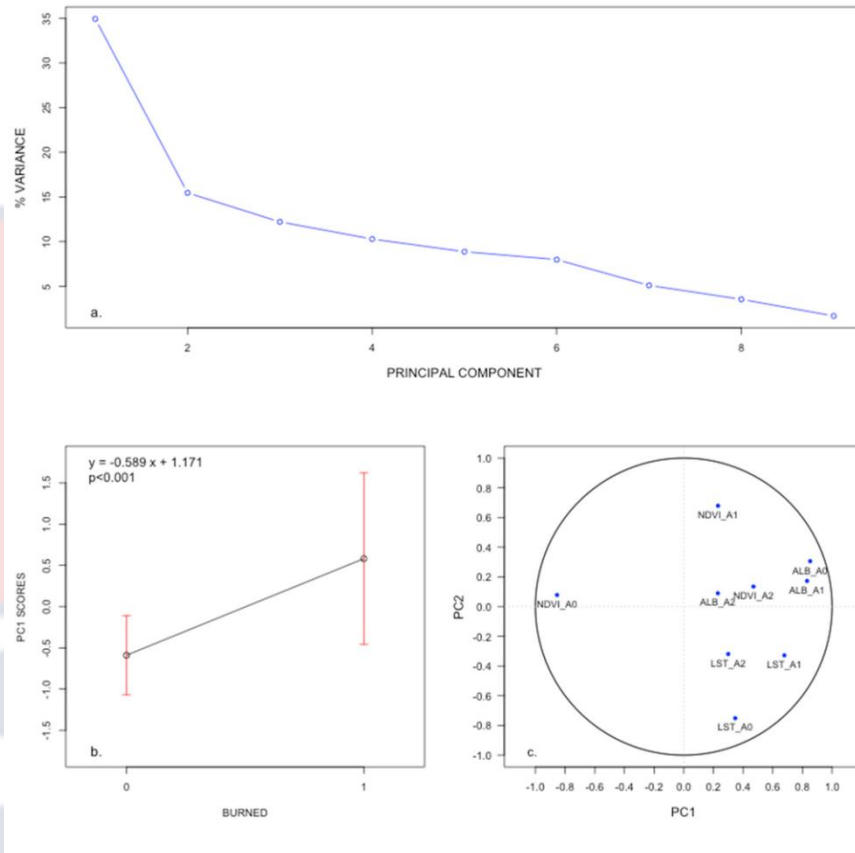 35
30
25
20
15
10
5
% VARIANCE
a.
2 4 6 8
PRINCIPAL COMPONENT
y = -0.589 x + 1.171
p<0.001
1.5
1.0
0.5
0.0
-0.5
-1.0
-1.5
PC1 SCORES
b.
0 1
BURNED
1.0
0.8
0.6
0.4
0.2
0.0
-0.2
-0.4
-0.6
-0.8
-1.0
PC2
NDVI_A1
ALB_A0
ALB_A1
NDVI_A2
ALB_A2
NDVI_A0
LST_A2
LST_A1
LST_A0
c.
-1.0 -0.8 -0.6 -0.4 -0.2 0.0 0.2 0.4 0.6 0.8 1.0
PC1